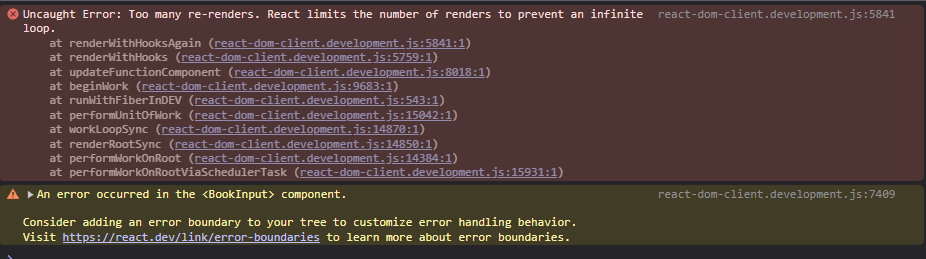 Uncaught Error: Too many re-renders. React limits the number of renders to prevent an infinite loop. react-dom-client.development.js:5841
at renderWithHooksAgain (react-dom-client.development.js:5841:1)
at renderWithHooks (react-dom-client.development.js:5759:1)
at updateFunctionComponent (react-dom-client.development.js:8018:1)
at beginWork (react-dom-client.development.js:9683:1)
at runWithFiberInDEV (react-dom-client.development.js:543:1)
at performUnitOfWork (react-dom-client.development.js:15042:1)
at workLoopSync (react-dom-client.development.js:14870:1)
at renderRootSync (react-dom-client.development.js:14850:1)
at performWorkOnRoot (react-dom-client.development.js:14384:1)
at performWorkOnRootViaSchedulerTask (react-dom-client.development.js:15931:1)
An error occurred in the <BookInput> component. react-dom-client.development.js:7409
Consider adding an error boundary to your tree to customize error handling behavior.
Visit https://react.dev/link/error-boundaries to learn more about error boundaries.